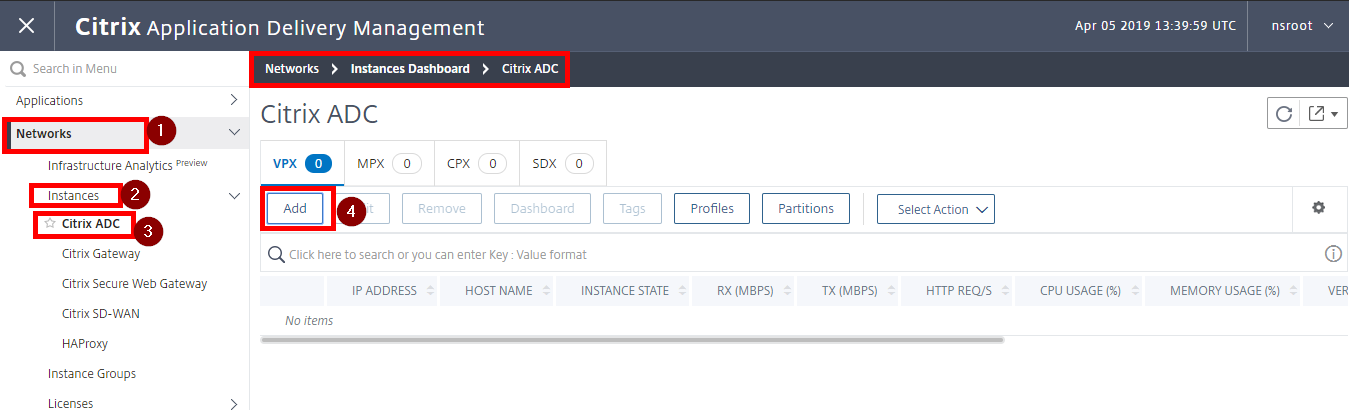 Citrix Application Delivery Management
Apr 05 2019 13:39:59 UTC
nsroot
Search in Menu
Networks > Instances Dashboard > Citrix ADC
Applications
Networks
1
Infrastructure Analytics Preview
Instances
2
Citrix ADC
3
Citrix Gateway
Citrix Secure Web Gateway
Citrix SD-WAN
HAProxy
Instance Groups
Licenses
Citrix ADC
VPX 0 MPX 0 CPX 0 SDX 0
Add 4 Remove Dashboard Tags Profiles Partitions Select Action
Click here to search or you can enter Key : Value format
IP ADDRESS HOST NAME INSTANCE STATE RX (MBPS) TX (MBPS) HTTP REQ/S CPU USAGE (%) MEMORY USAGE (%) VER
No items